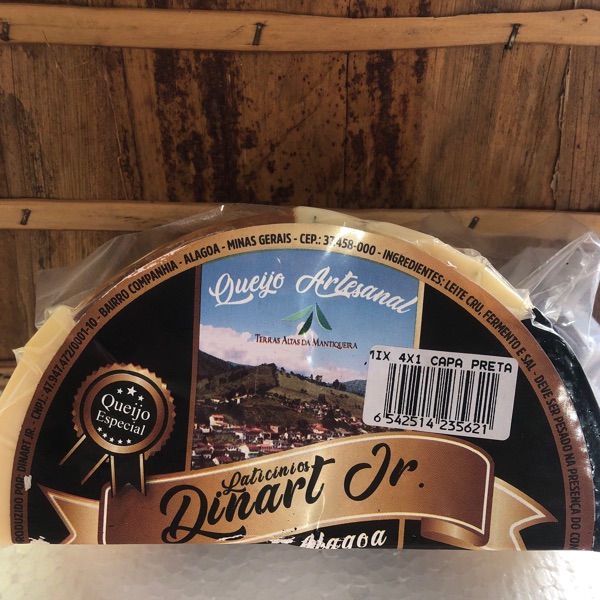 PRODUZIDO POR: DINART JR. - CNPJ: 47.947.472/0001-10 - BAIRRO COMPANHIA - ALAGOA - MINAS GERAIS - CEP.: 37.458-000 - INGREDIENTES: LEITE CRU, FERMENTO E SAL - DEVE SER PESADO NA PRESENÇA DO
Queijo Artesanal
TERRAS ALTAS DA MANTIQUEIRA
MIX 4X1 CAPA PRETA
6 542514 235621
Queijo
Especial
Laticínios
Dinart Jr.
Alagoa